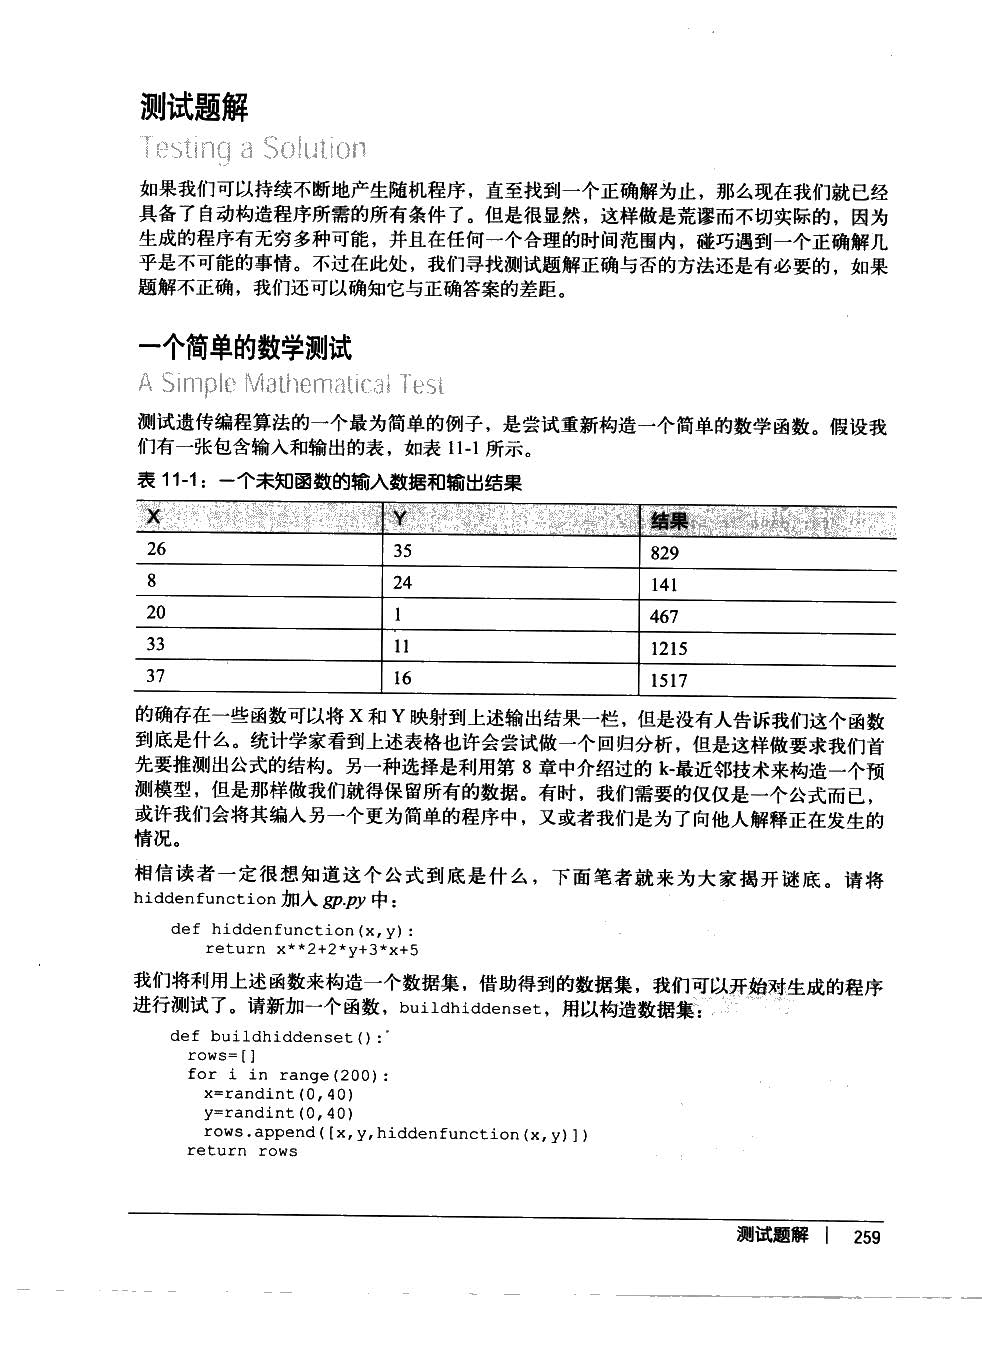 测试题解
Testing a Solution
如果我们可以持续不断地产生随机程序，直至找到一个正确解为止，那么现在我们就已经
具备了自动构造程序所需的所有条件了。但是很显然，这样做是荒谬而不切实际的，因为
生成的程序有无穷多种可能，并且在任何一个合理的时间范围内，碰巧遇到一个正确解几
乎是不可能的事情。不过在此处，我们寻找测试题解正确与否的方法还是有必要的，如果
题解不正确，我们还可以确知它与正确答案的差距。
一个简单的数学测试
A Simple Mathematical Test
测试遗传编程算法的一个最为简单的例子，是尝试重新构造一个简单的数学函数。假设我
们有一张包含输入和输出的表，如表 11-1 所示。
表 11-1：一个未知函数的输入数据和输出结果
X Y 结果
26 35 829
8 24 141
20 1 467
33 11 1215
37 16 1517
的确存在一些函数可以将 X 和 Y 映射到上述输出结果一栏，但是没有人告诉我们这个函数
到底是什么。统计学家看到上述表格也许会尝试做一个回归分析，但是这样做要求我们首
先要推测出公式的结构。另一种选择是利用第 8 章中介绍过的 k-最近邻技术来构造一个预
测模型，但是那样做我们就得保留所有的数据。有时，我们需要的仅仅是一个公式而已，
或许我们会将其编入另一个更为简单的程序中，又或者我们是为了向他人解释正在发生的
情况。
相信读者一定很想知道这个公式到底是什么，下面笔者就来为大家揭开谜底。请将
hiddenfunction 加入 gp.py 中：
def hiddenfunction(x,y):
return x**2+2*y+3*x+5
我们将利用上述函数来构造一个数据集，借助得到的数据集，我们可以开始对生成的程序
进行测试了。请新加一个函数，buildhiddenset，用以构造数据集：
def buildhiddenset():
rows=[]
for i in range(200):
x=randint(0,40)
y=randint(0,40)
rows.append([x,y,hiddenfunction(x,y)])
return rows
测试题解 | 259